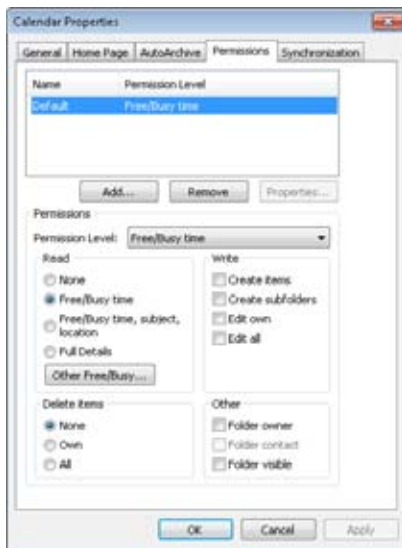 Calendar Properties
General Home Page AutoArchive Permissions Synchronization
Name Permission Level
Default Free/Busy time
Add... Remove Properties...
Permissions
Permission Level: Free/Busy time
Read Write
None Create items
Free/Busy time Create subfolders
Free/Busy time, subject, Edit own
location Edit all
Full Details
Other Free/Busy...
Delete items Other
None Folder owner
Own Folder contact
All Folder visible
OK Cancel Apply